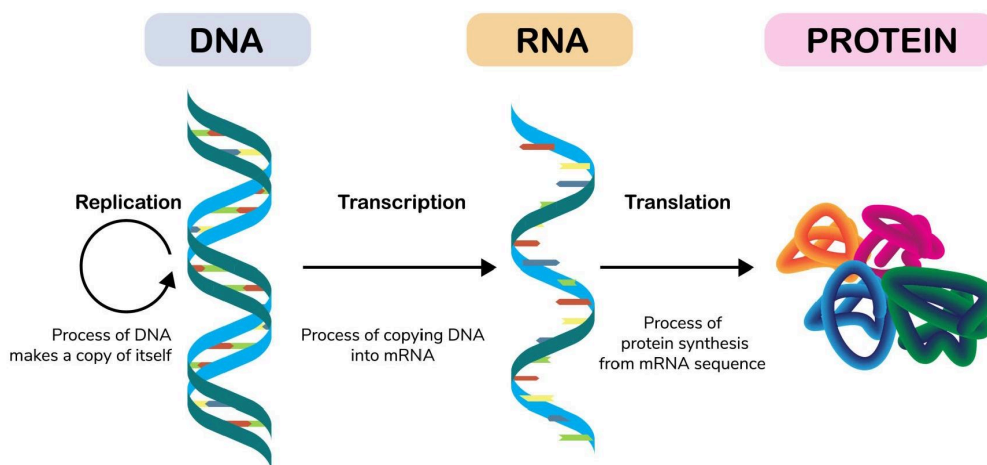 DNA
RNA
PROTEIN
Replication
Transcription
Translation
Process of DNA
makes a copy of itself
Process of copying DNA
into mRNA
Process of
protein synthesis
from mRNA sequence